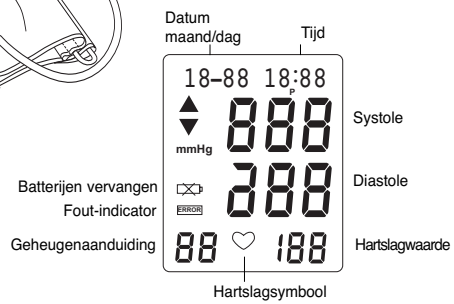 Datum
maand/dag
Tijd
18-88 18:88
P
888
Systole
mmHg
Batterijen vervangen
288
Diastole
Fout-indicator
ERROR
Geheugenaanduiding
88
188
Hartslagwaarde
Hartslagsymbool